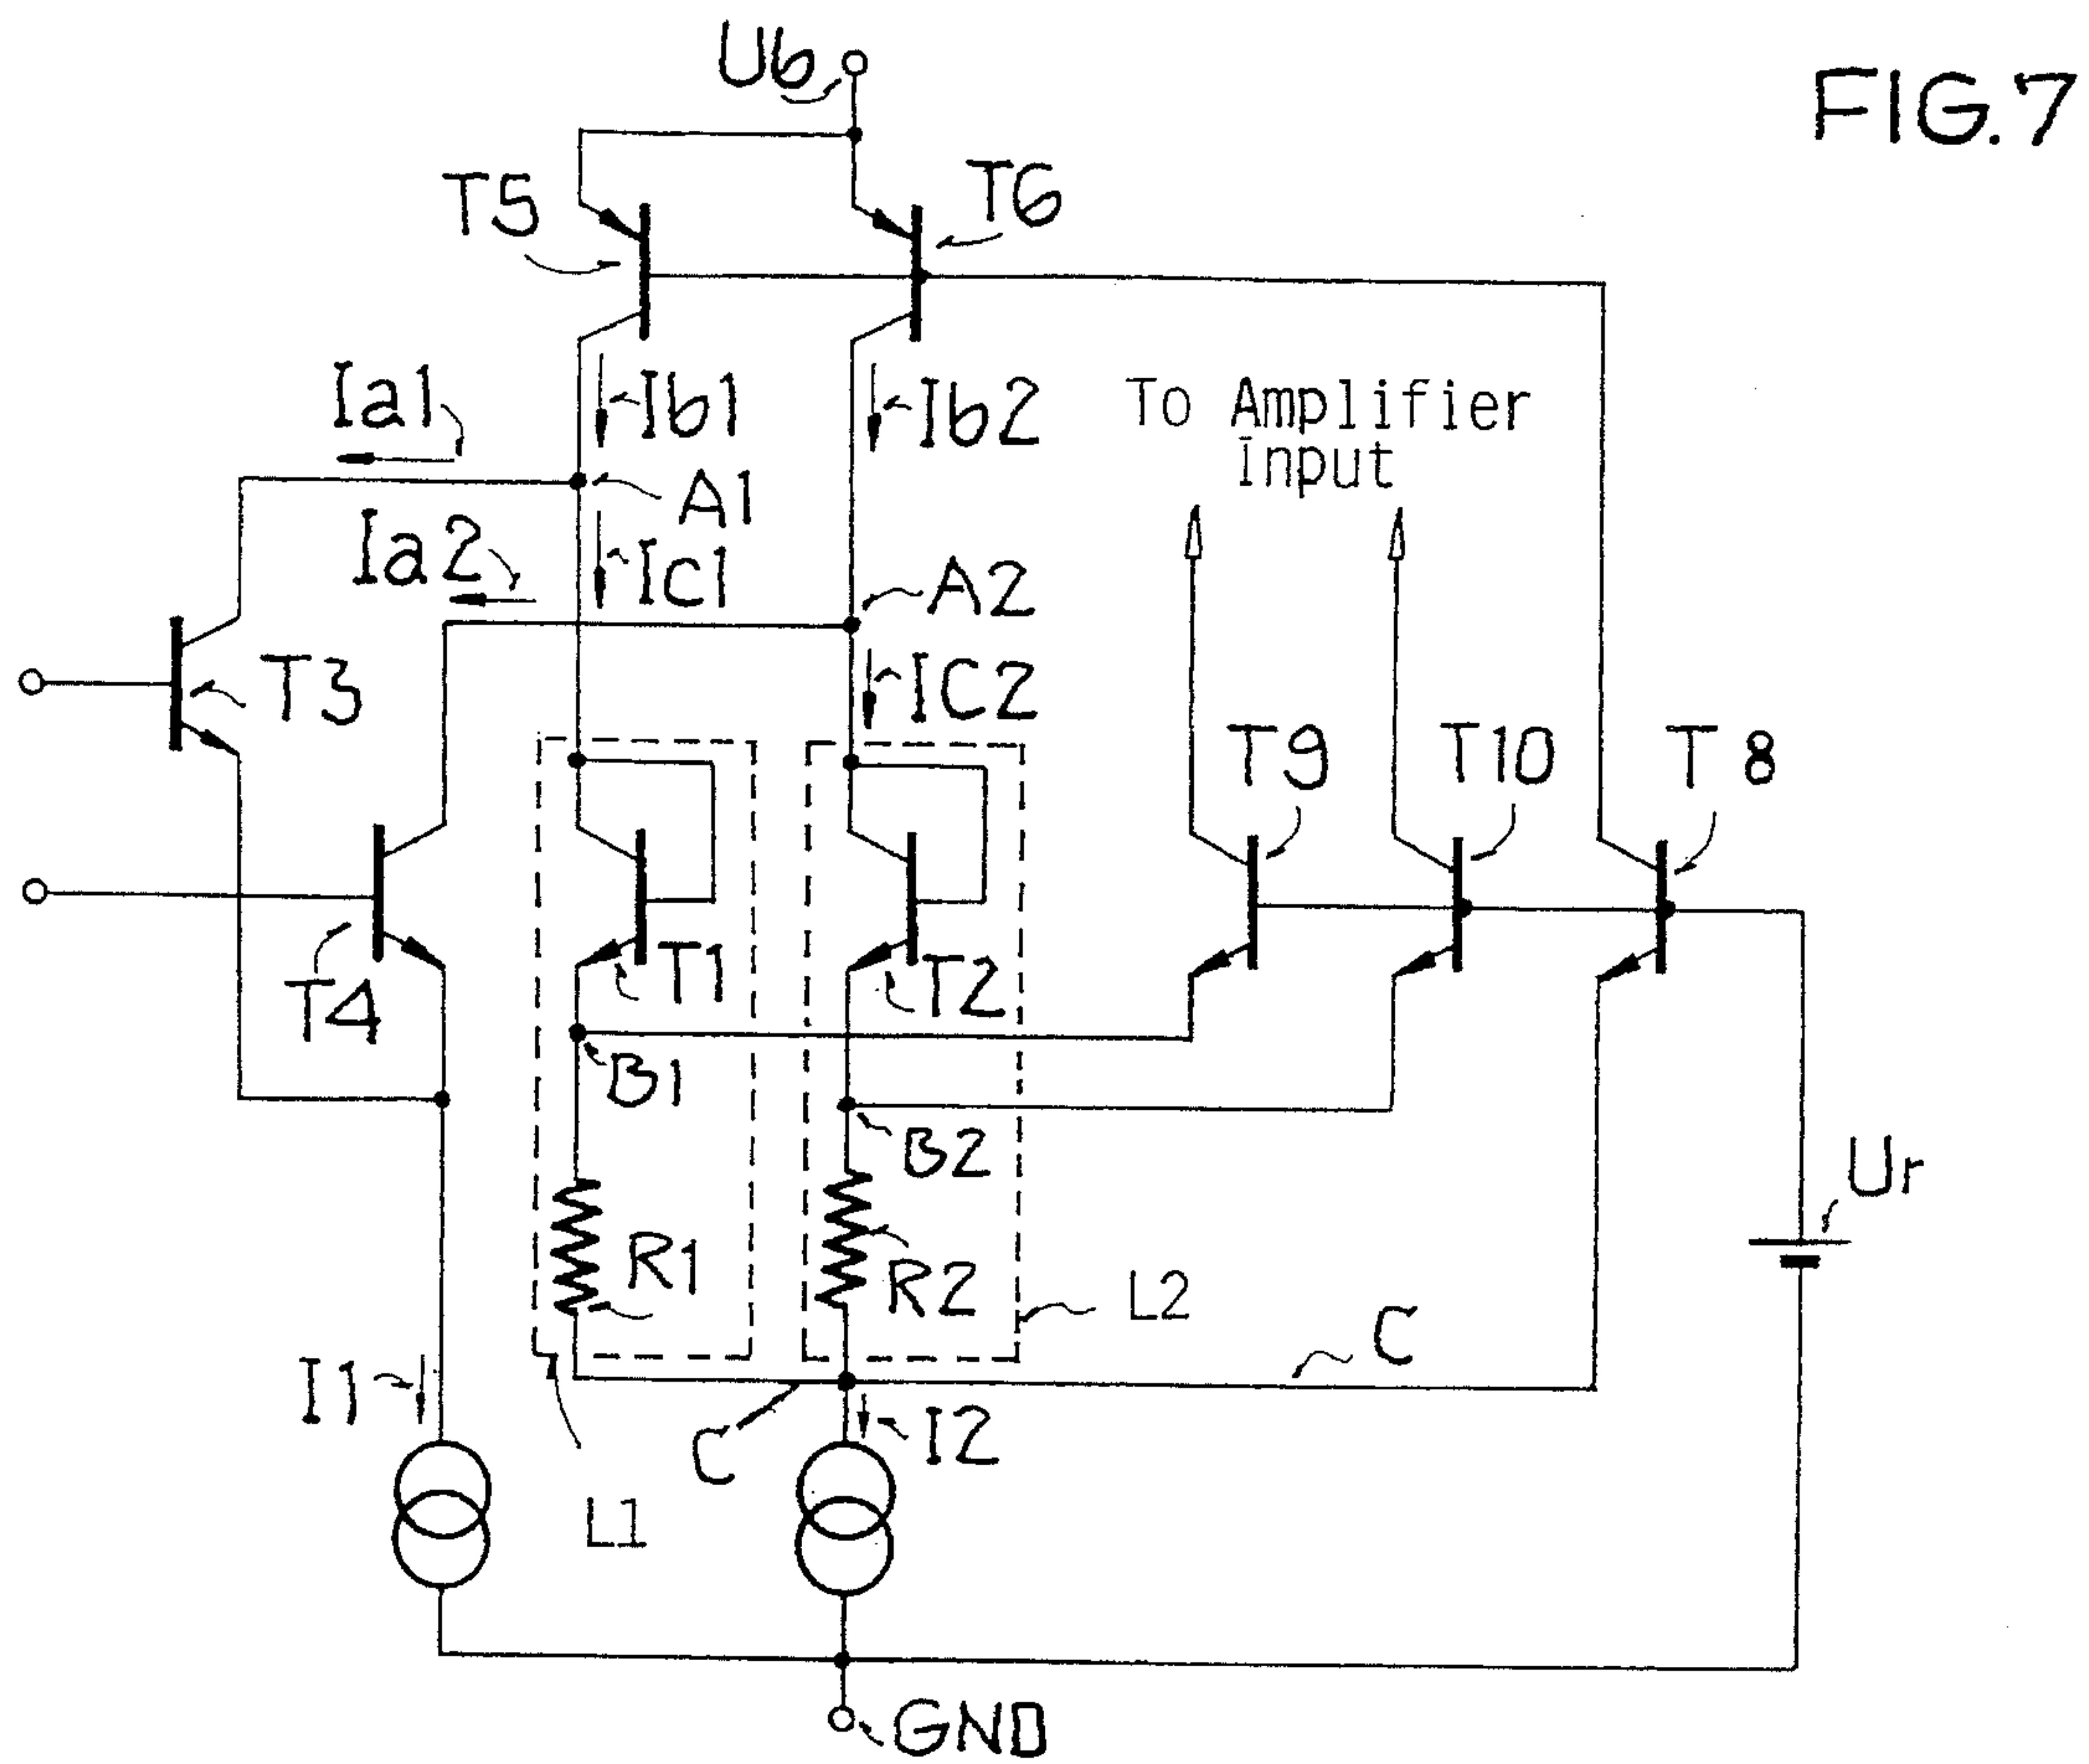 Ub
FIG.7
T5
T6
Ia1
Ib1
Ib2
To Amplifier
Input
A1
Ia2
Ic1
A2
T3
IC2
T9
T10
T8
T4
T1
T2
B1
B2
Ur
R1
R2
L2
C
I1
C
I2
L1
GND